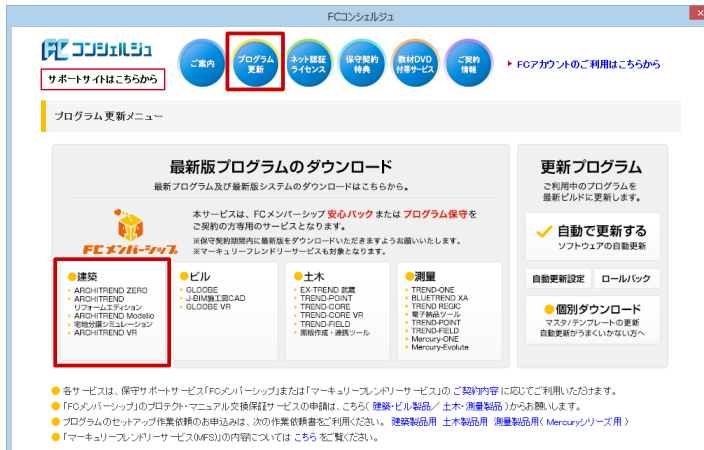 FCコンシェルジュ
FC コンシェルジュ
サポートサイトはこちらから
ご案内
プログラム
更新
ネット認証
ライセンス
保守契約
特典
教材DVD
付帯サービス
ご契約
情報
FCアカウントのご利用はこちらから
プログラム更新メニュー
最新版プログラムのダウンロード
最新プログラム及び最新版システムのダウンロードはこちらから。
FCメンバーシップ
本サービスは、FCメンバーシップ 安心パック または プログラム保守を
ご契約の方専用のサービスとなります。
※保守契約期間内に最新版をダウンロードいただきますようお願いいたします。
※マーキュリーフレンドリーサービスも対象となります。
建築
ARCHITREND ZERO
ARCHITREND
リフォームエディション
ARCHITREND Modelio
宅地分譲シミュレーション
ARCHITREND VR
ビル
GLOOBE
J-BIM施工図CAD
GLOOBE VR
土木
EX-TREND 武蔵
TREND-POINT
TREND-CORE
TREND-CORE VR
TREND-FIELD
黒板作成・連携ツール
測量
TREND-ONE
BLUETREND XA
TREND REGIC
電子納品ツール
TREND-POINT
TREND-FIELD
Mercury-ONE
Mercury-Evolute
更新プログラム
ご利用中のプログラムを
最新ビルドに更新します。
自動で更新する
ソフトウェアの自動更新
自動更新設定
ロールバック
個別ダウンロード
マスタ/テンプレートの更新
自動更新がうまくいかない方へ
各サービスは、保守サポートサービス「FCメンバーシップ」または「マーキュリーフレンドリーサービス」の ご契約内容 に応じてご利用いただけます。
「FCメンバーシップ」のプロテクト・マニュアル交換保証サービスの申請は、こちら( 建築・ビル製品／ 土木・測量製品 )からお願いします。
プログラムのセットアップ作業依頼のお申込みは、次の作業依頼書をご利用ください。 建築製品用 土木製品用 測量製品用( Mercuryシリーズ用 )
「マーキュリーフレンドリーサービス(MFS)」の内容については こちら をご覧ください。